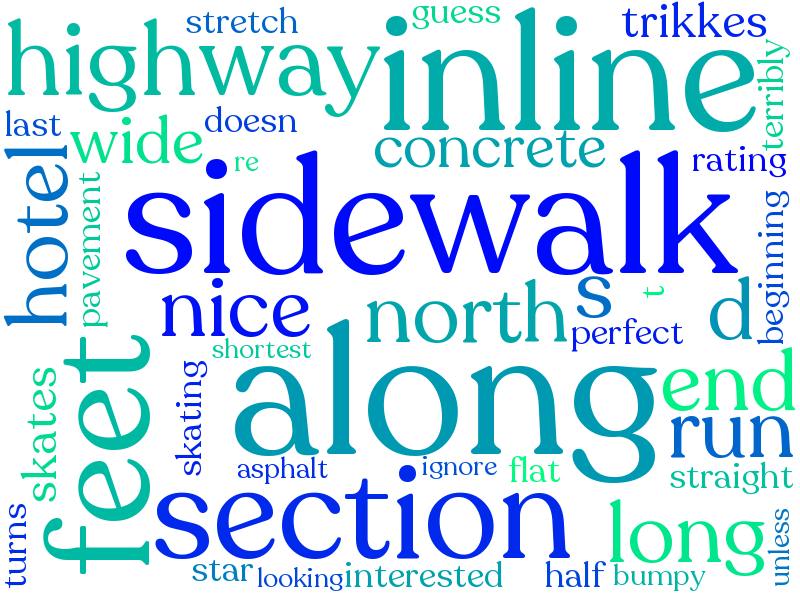 stretch
guess
trikkes
highway
inline
terribly
last
wide
doesn
concrete
re
rating
hotel
pavement
sidewalk
beginning
nice
north
s
t
d
perfect
shortest
feet
skates
skating
along
end
run
asphalt
ignore
flat
straight
turns
section
long
unless
star
looking
interested
half
bumpy